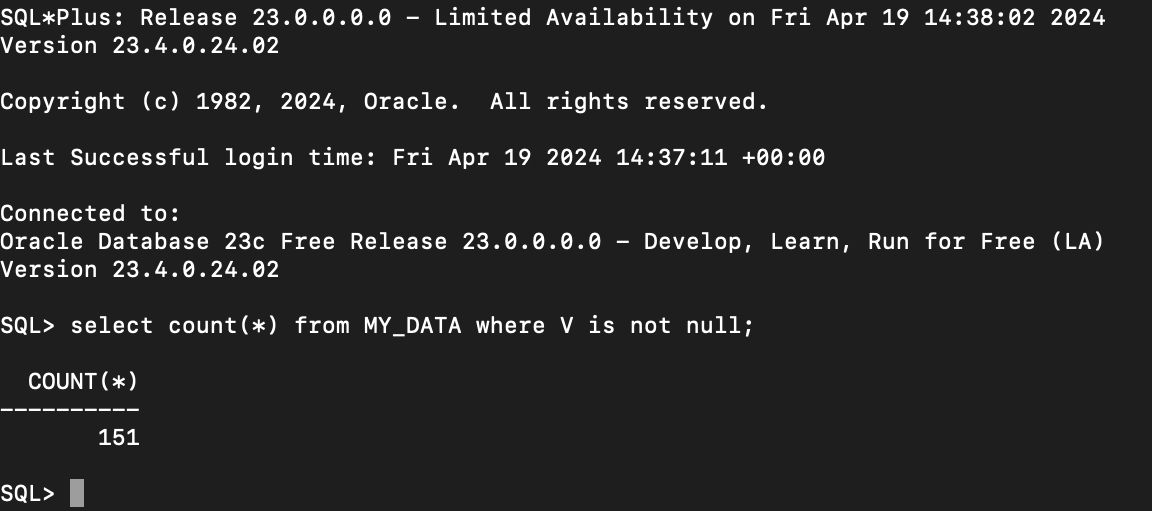 SQL*Plus: Release 23.0.0.0.0 – Limited Availability on Fri Apr 19 14:38:02 2024
Version 23.4.0.24.02
Copyright (c) 1982, 2024, Oracle.  All rights reserved.
Last Successful login time: Fri Apr 19 2024 14:37:11 +00:00
Connected to:
Oracle Database 23c Free Release 23.0.0.0.0 – Develop, Learn, Run for Free (LA)
Version 23.4.0.24.02
SQL> select count(*) from MY_DATA where V is not null;
  COUNT(*)
----------
       151
SQL>